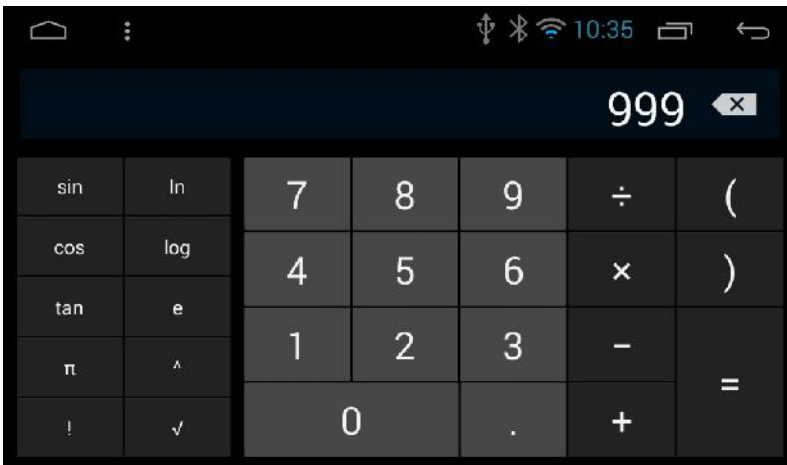 10:35
999
sin ln 7 8 9 ÷ (
cos log 4 5 6 × )
tan e 1 2 3 −
π ^ =
! √ 0 . +